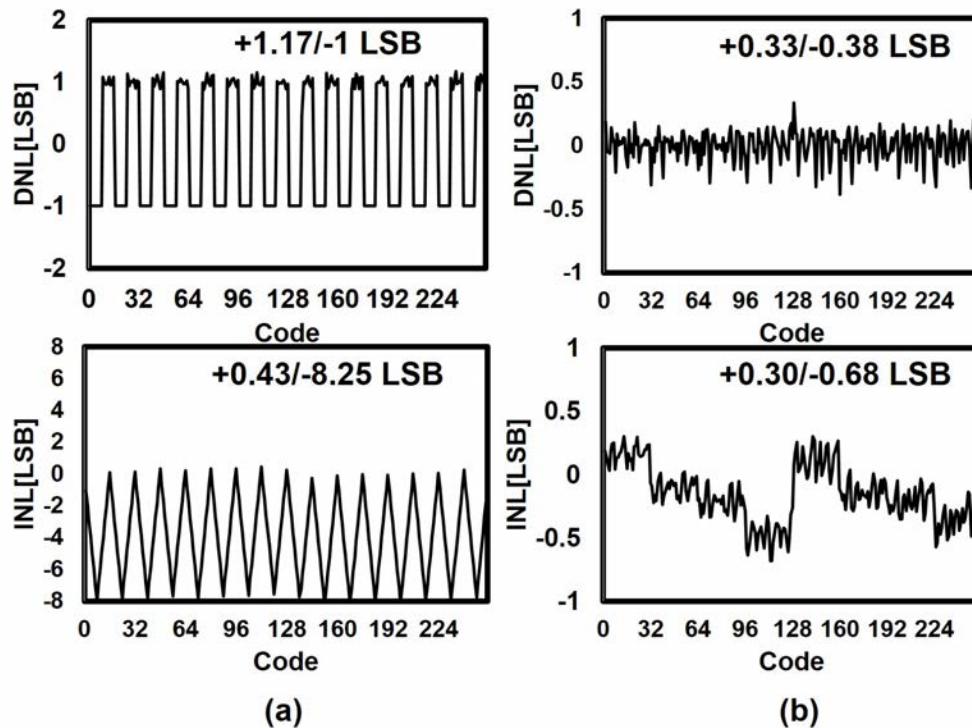 2
1
0
-1
-2
DNL[LSB]
+1.17/-1 LSB
0 32 64 96 128 160 192 224
Code
1
0.5
0
-0.5
-1
DNL[LSB]
+0.33/-0.38 LSB
0 32 64 96 128 160 192 224
Code
8
6
4
2
0
-2
-4
-6
-8
INL[LSB]
+0.43/-8.25 LSB
0 32 64 96 128 160 192 224
Code
(a)
1
0.5
0
-0.5
-1
INL[LSB]
+0.30/-0.68 LSB
0 32 64 96 128 160 192 224
Code
(b)